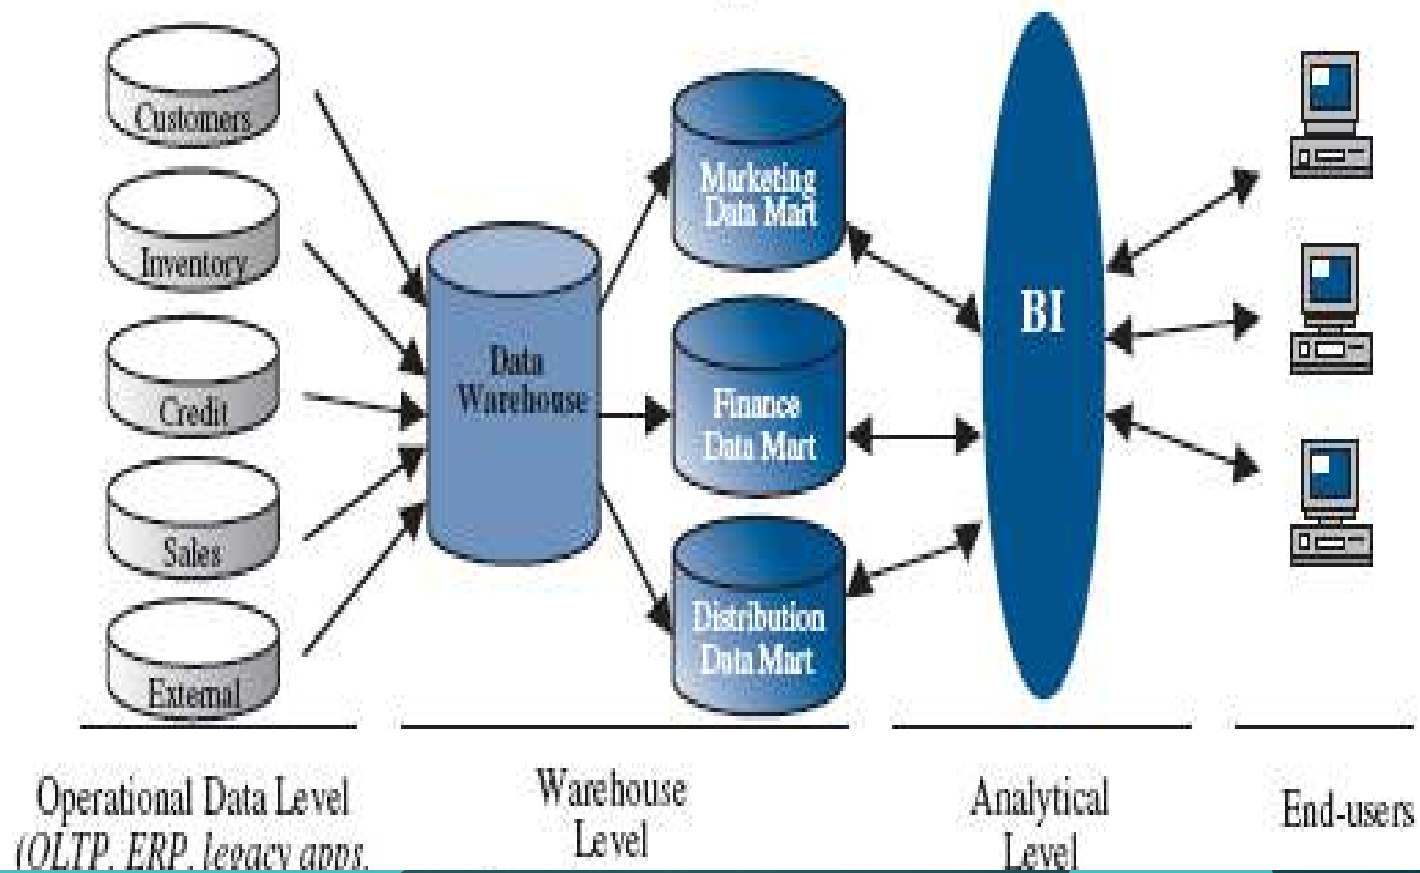 Customers
Inventory
Credit
Sales
External
Data
Warehouse
Marketing
Data Mart
Finance
Data Mart
Distribution
Data Mart
BI
Operational Data Level
(OLTP, ERP, legacy apps,
Warehouse
Level
Analytical
Level
End-users